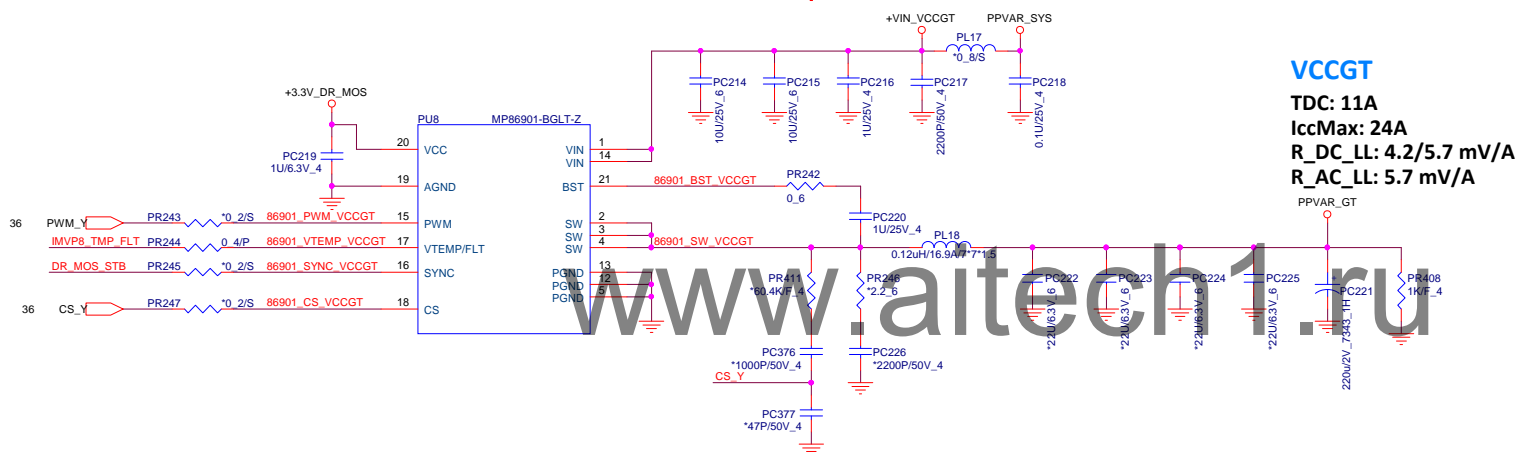 +VIN_VCCGT
PPVAR_SYS
PL17
*0_8/S
VCCGT
TDC: 11A
IccMax: 24A
R_DC_LL: 4.2/5.7 mV/A
R_AC_LL: 5.7 mV/A
PC214
10U/25V_6
PC215
10U/25V_6
PC216
1U/25V_4
PC217
2200P/50V_4
PC218
0.1U/25V_4
+3.3V_DR_MOS
PC219
1U/6.3V_4
PU8
MP86901-BGLT-Z
20
VCC
19
AGND
15
PWM
17
VTEMP/FLT
16
SYNC
18
CS
VIN
1
VIN
14
BST
21
SW
2
SW
3
SW
4
PGND
13
PGND
12
PGND
5
36
PWM_Y
PR243
*0_2/S
86901_PWM_VCCGT
IMVP8_TMP_FLT
PR244
0_4/P
86901_VTEMP_VCCGT
DR_MOS_STB
PR245
*0_2/S
86901_SYNC_VCCGT
36
CS_Y
PR247
*0_2/S
86901_CS_VCCGT
86901_BST_VCCGT
PR242
0_6
PC220
1U/25V_4
86901_SW_VCCGT
PL18
0.12uH/16.9A/7*7*1.5
PPVAR_GT
PR411
*60.4K/F_4
PR246
*2.2_6
PC222
*22U/6.3V_6
PC223
*22U/6.3V_6
PC224
*22U/6.3V_6
PC225
*22U/6.3V_6
+
PC221
220u/2V_7343_1H
PR408
1K/F_4
PC376
*1000P/50V_4
PC226
*2200P/50V_4
CS_Y
PC377
*47P/50V_4
www.aitech1.ru